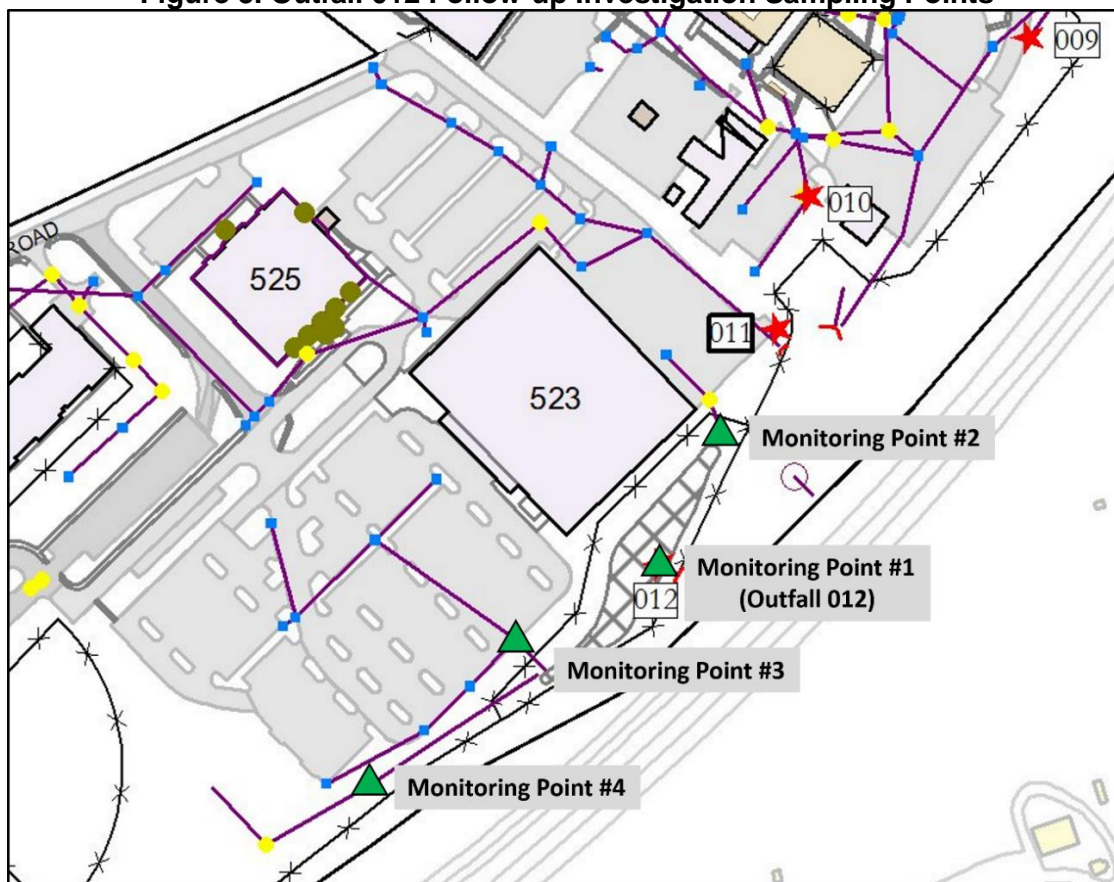 Figure 3. Outfall 012 Follow-up Investigation Sampling Points
009
010
ROAD
525
011
523
Monitoring Point #2
Monitoring Point #1
(Outfall 012)
012
Monitoring Point #3
Monitoring Point #4